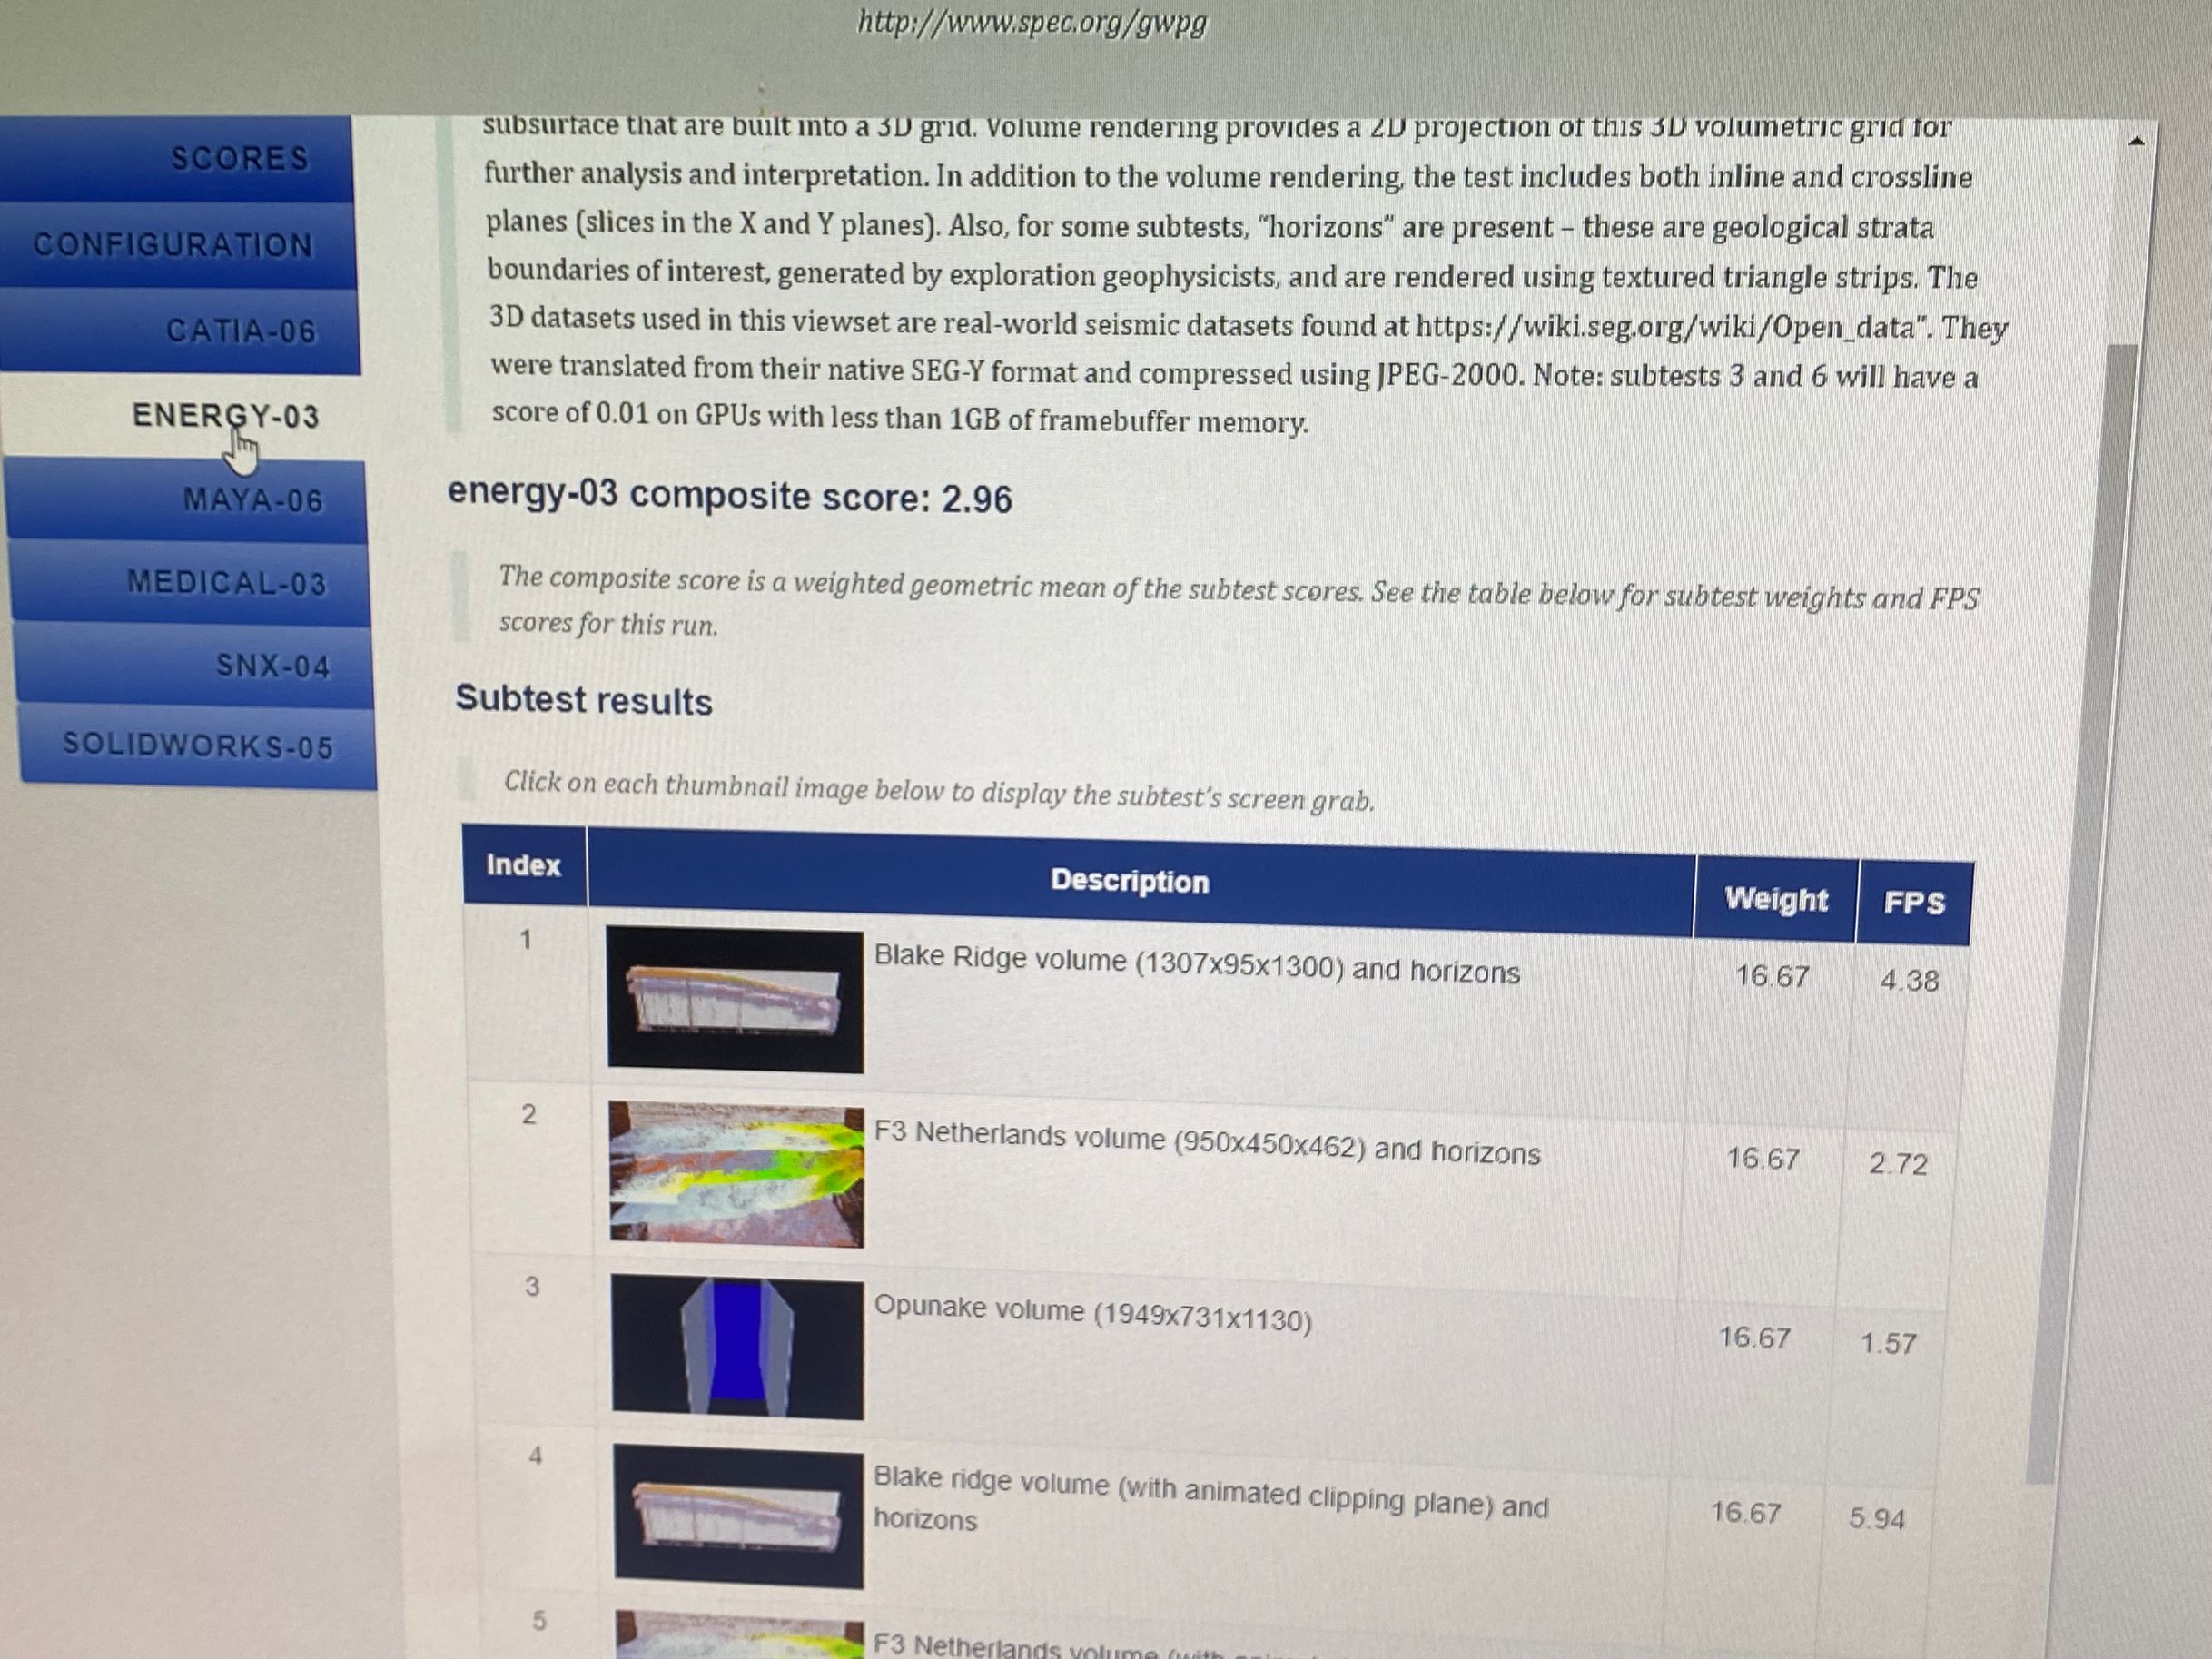 http://www.spec.org/gwpg
SCORES
CONFIGURATION
CATIA-06
ENERGY-03
MAYA-06
MEDICAL-03
SNX-04
SOLIDWORKS-05
subsurface that are built into a 3D grid. Volume rendering provides a 2D projection of this 3D volumetric grid for
further analysis and interpretation. In addition to the volume rendering, the test includes both inline and crossline
planes (slices in the X and Y planes). Also, for some subtests, "horizons" are present – these are geological strata
boundaries of interest, generated by exploration geophysicists, and are rendered using textured triangle strips. The
3D datasets used in this viewset are real-world seismic datasets found at https://wiki.seg.org/wiki/Open_data". They
were translated from their native SEG-Y format and compressed using JPEG-2000. Note: subtests 3 and 6 will have a
score of 0.01 on GPUs with less than 1GB of framebuffer memory.
energy-03 composite score: 2.96
The composite score is a weighted geometric mean of the subtest scores. See the table below for subtest weights and FPS
scores for this run.
Subtest results
Click on each thumbnail image below to display the subtest's screen grab.
Index Description Weight FPS
1 Blake Ridge volume (1307x95x1300) and horizons 16.67 4.38
2 F3 Netherlands volume (950x450x462) and horizons 16.67 2.72
3 Opunake volume (1949x731x1130) 16.67 1.57
4 Blake ridge volume (with animated clipping plane) and 16.67 5.94
horizons
5 F3 Netherlands volume (with